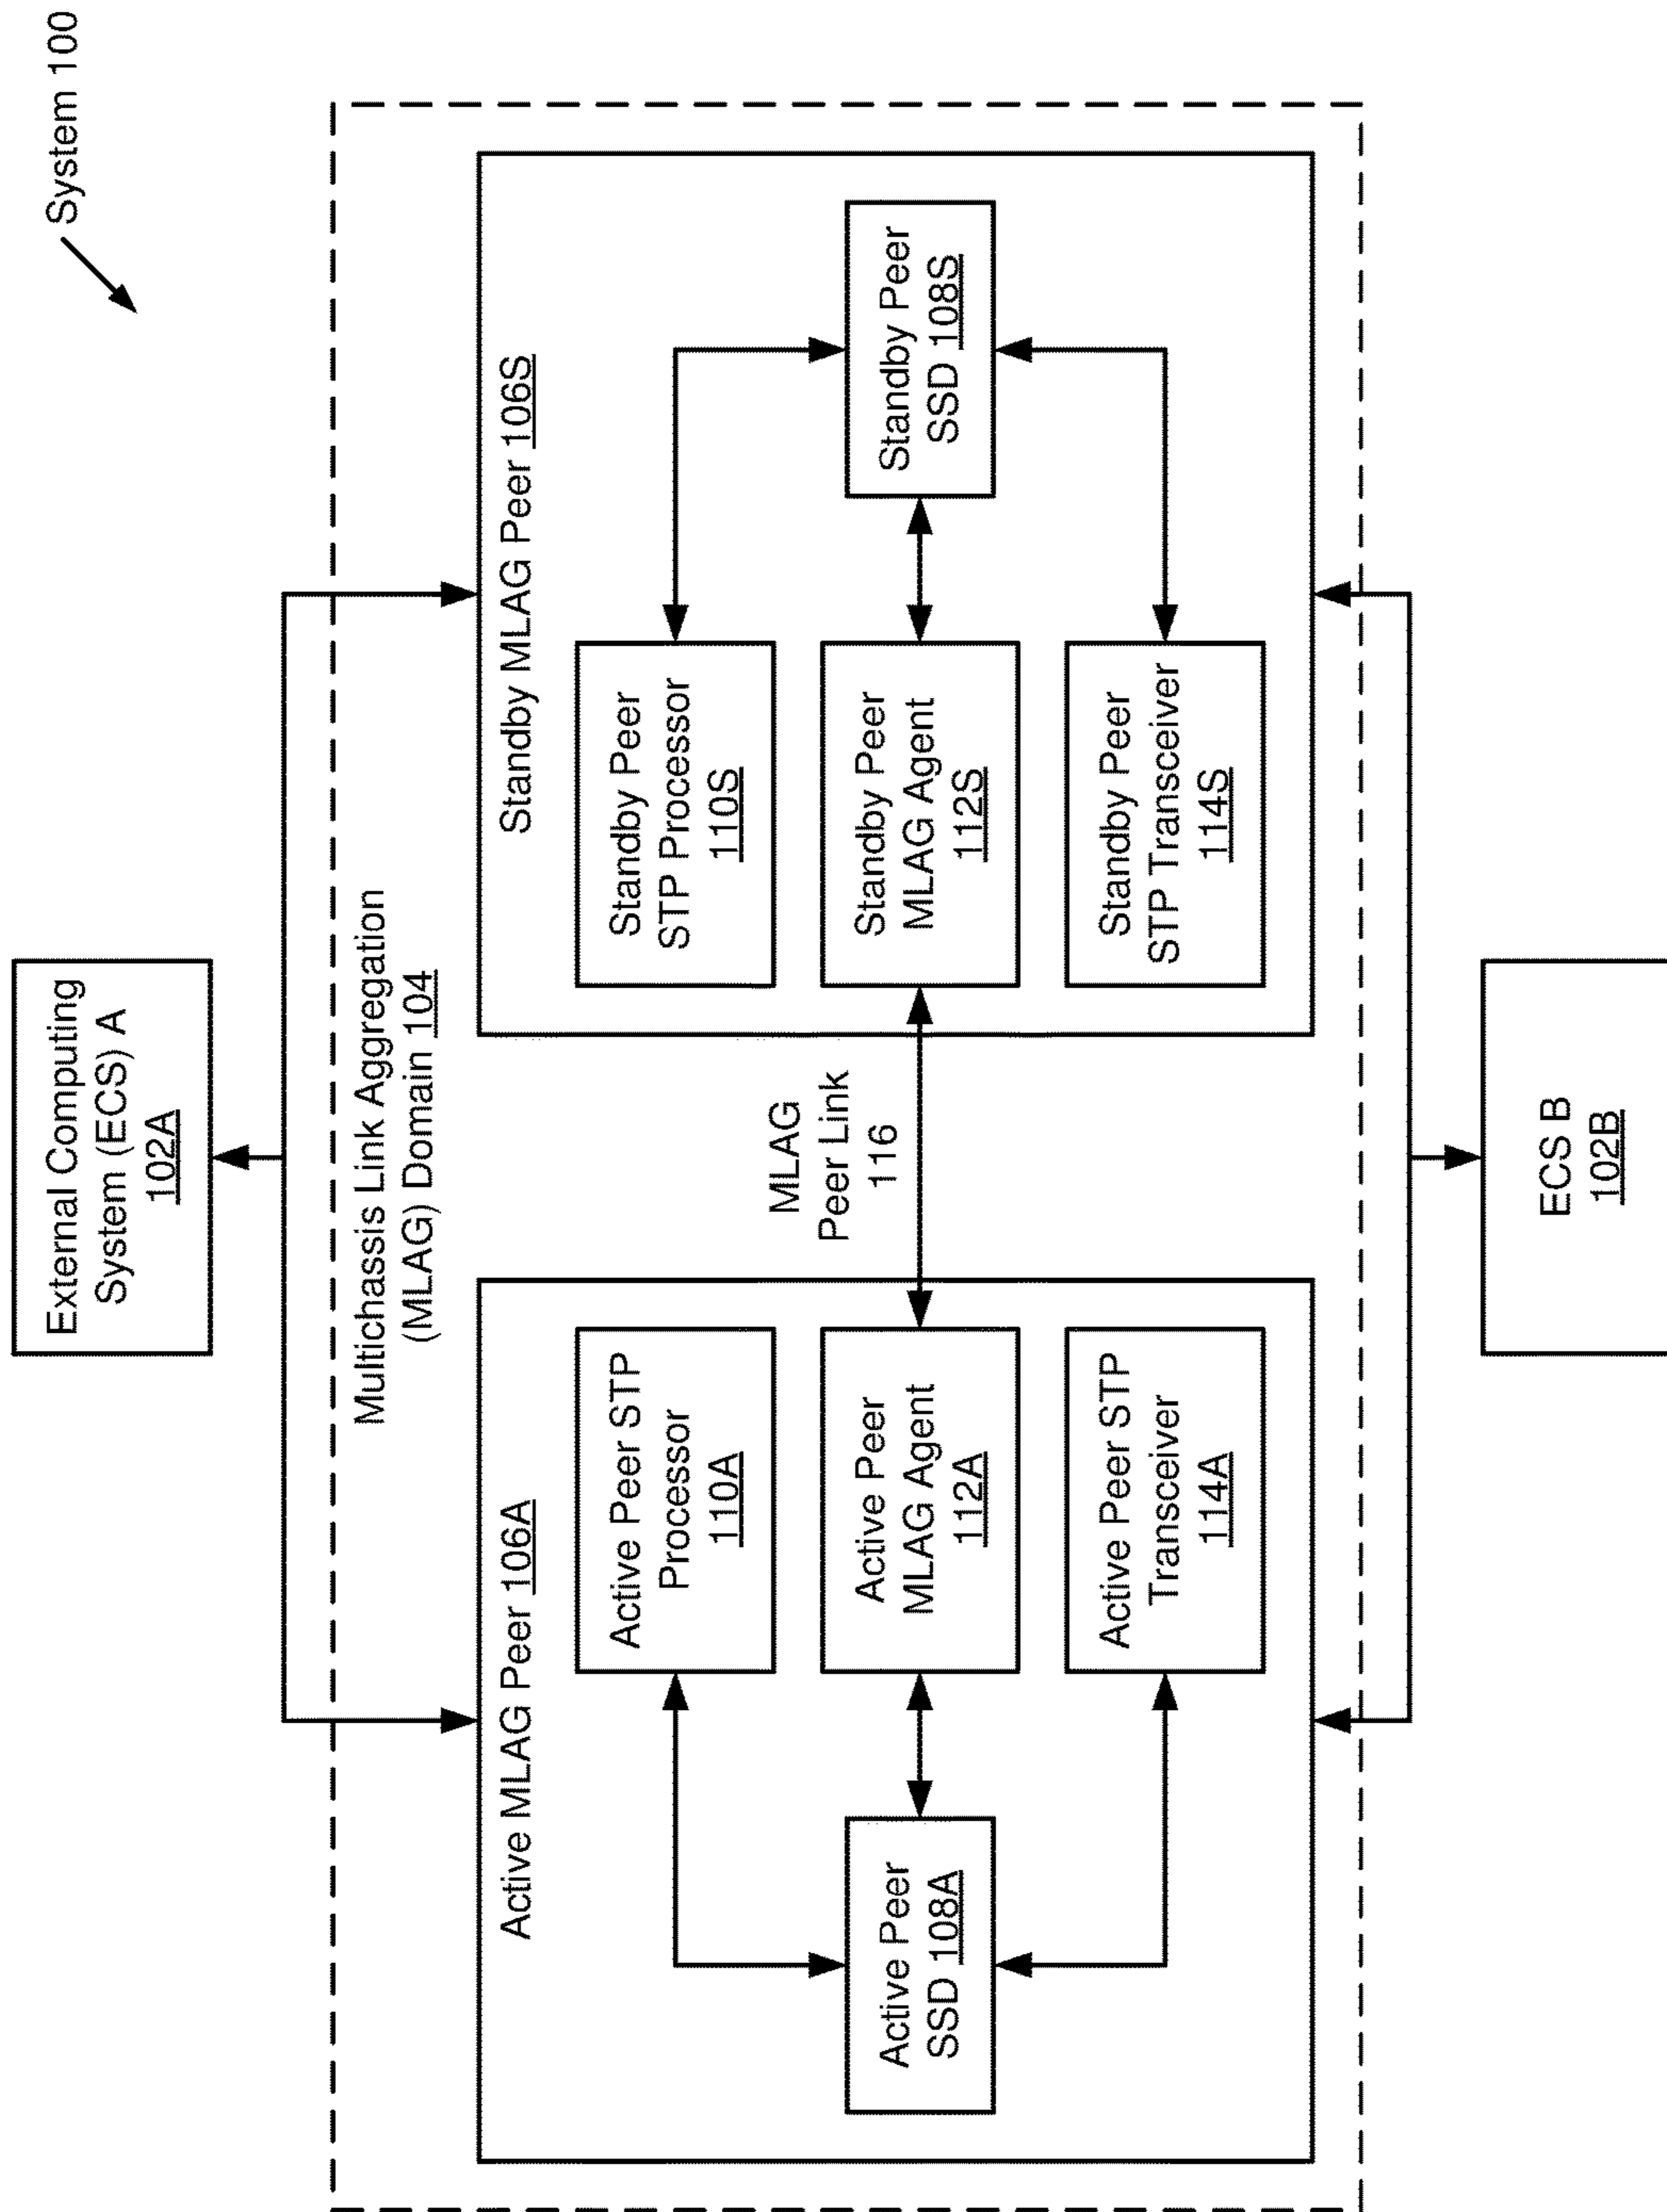 System 100
External Computing
System (ECS) A
102A
Multichassis Link Aggregation
(MLAG) Domain 104
Active MLAG Peer 106A
Active Peer STP
Processor
110A
Active Peer
SSD 108A
Active Peer
MLAG Agent
112A
Active Peer STP
Transceiver
114A
MLAG
Peer Link
116
Standby MLAG Peer 106S
Standby Peer
STP Processor
110S
Standby Peer
MLAG Agent
112S
Standby Peer
SSD 108S
Standby Peer
STP Transceiver
114S
ECS B
102B